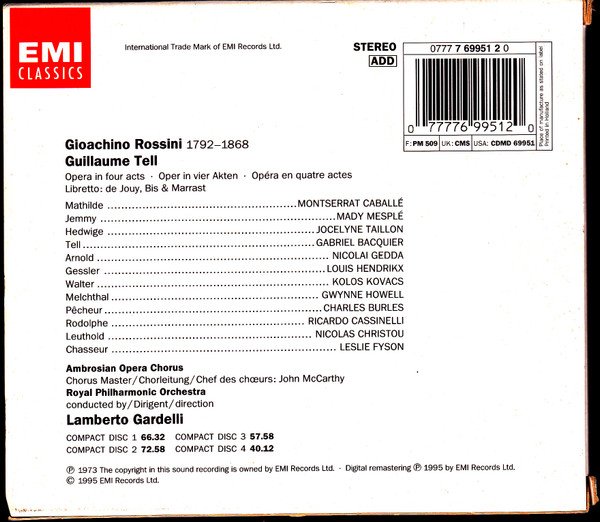 EMI
CLASSICS
International Trade Mark of EMI Records Ltd.
STEREO
ADD
0777 7 69951 2 0
0 77776 99512 0
F: PM 509 UK: CMS USA: CDMD 69951
Place of manufacture as stated on label
Printed in Holland
Gioachino Rossini 1792–1868
Guillaume Tell
Opera in four acts · Oper in vier Akten · Opéra en quatre actes
Libretto: de Jouy, Bis & Marrast
Mathilde MONTSERRAT CABALLÉ
Jemmy MADY MESPLÉ
Hedwige JOCELYNE TAILLON
Tell GABRIEL BACQUIER
Arnold NICOLAI GEDDA
Gessler LOUIS HENDRIKX
Walter KOLOS KOVACS
Melchthal GWYNNE HOWELL
Pêcheur CHARLES BURLES
Rodolphe RICARDO CASSINELLI
Leuthold NICOLAS CHRISTOU
Chasseur LESLIE FYSON
Ambrosian Opera Chorus
Chorus Master/Chorleitung/Chef des chœurs: John McCarthy
Royal Philharmonic Orchestra
conducted by/Dirigent/direction
Lamberto Gardelli
COMPACT DISC 1 66.32 COMPACT DISC 3 57.58
COMPACT DISC 2 72.58 COMPACT DISC 4 40.12
℗ 1973 The copyright in this sound recording is owned by EMI Records Ltd. · Digital remastering ℗ 1995 by EMI Records Ltd.
© 1995 EMI Records Ltd.